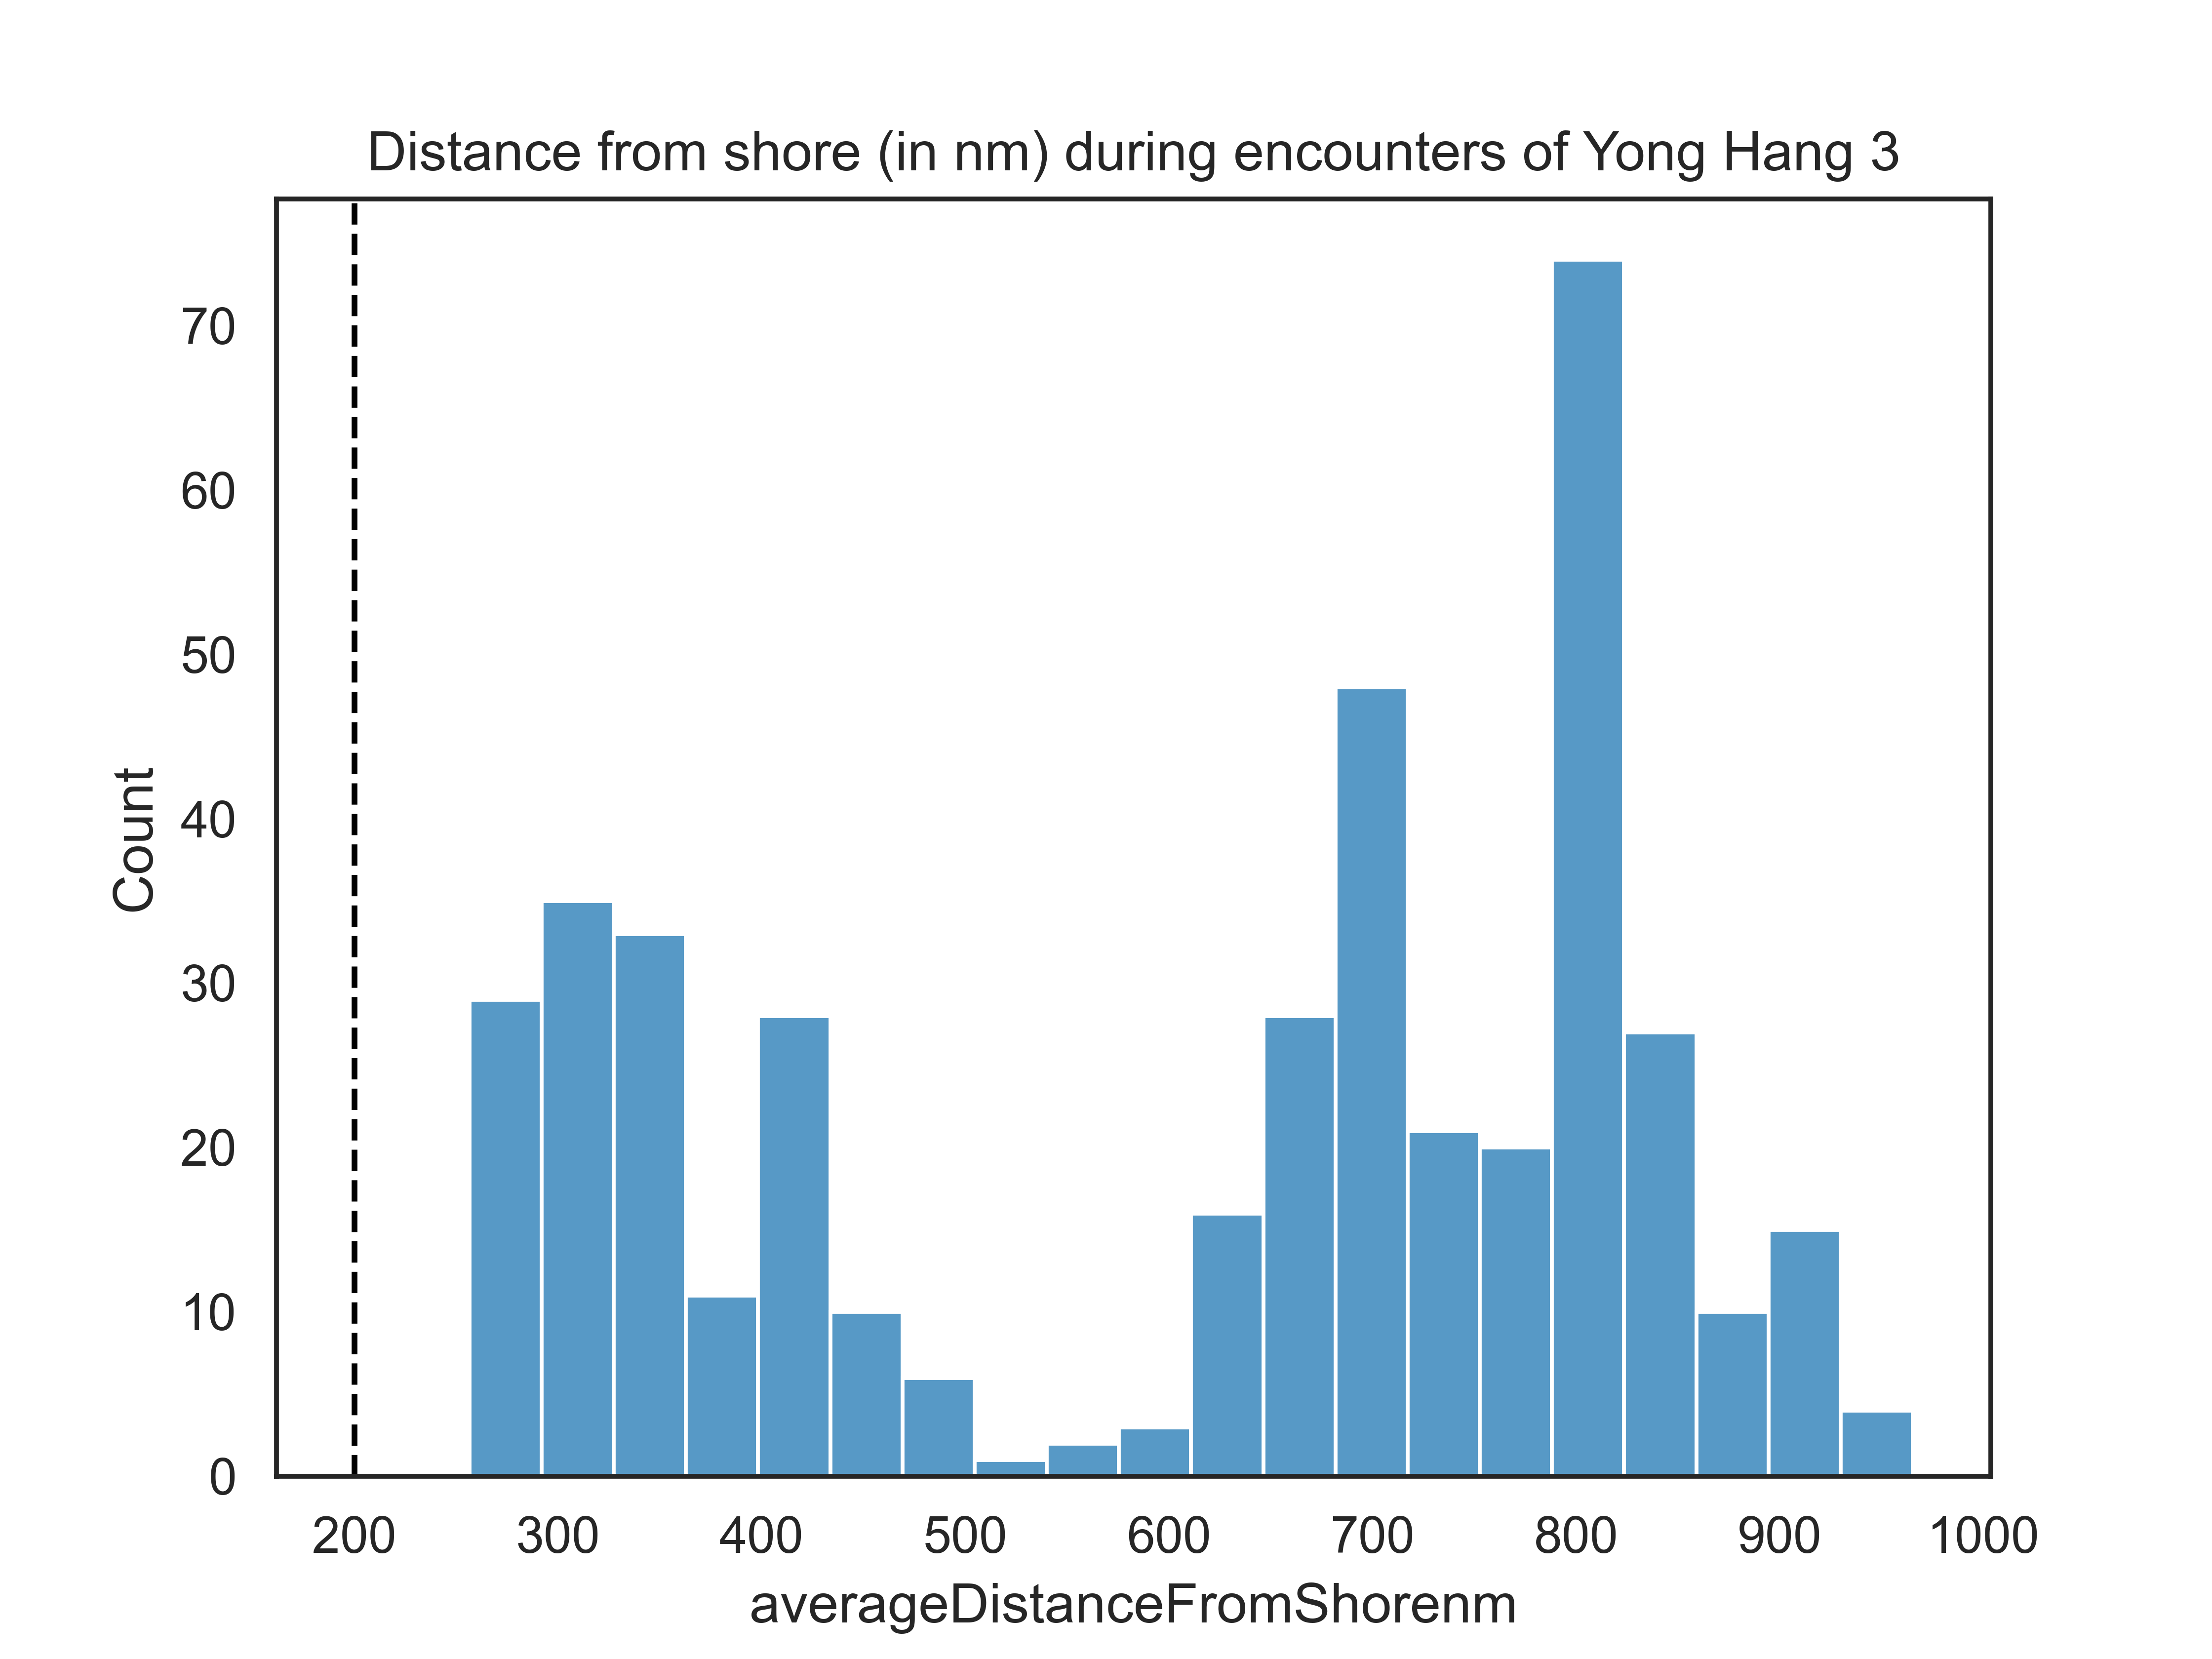 Distance from shore (in nm) during encounters of Yong Hang 3
70
60
50
40
30
20
10
0
Count
200 300 400 500 600 700 800 900 1000
averageDistanceFromShorenm